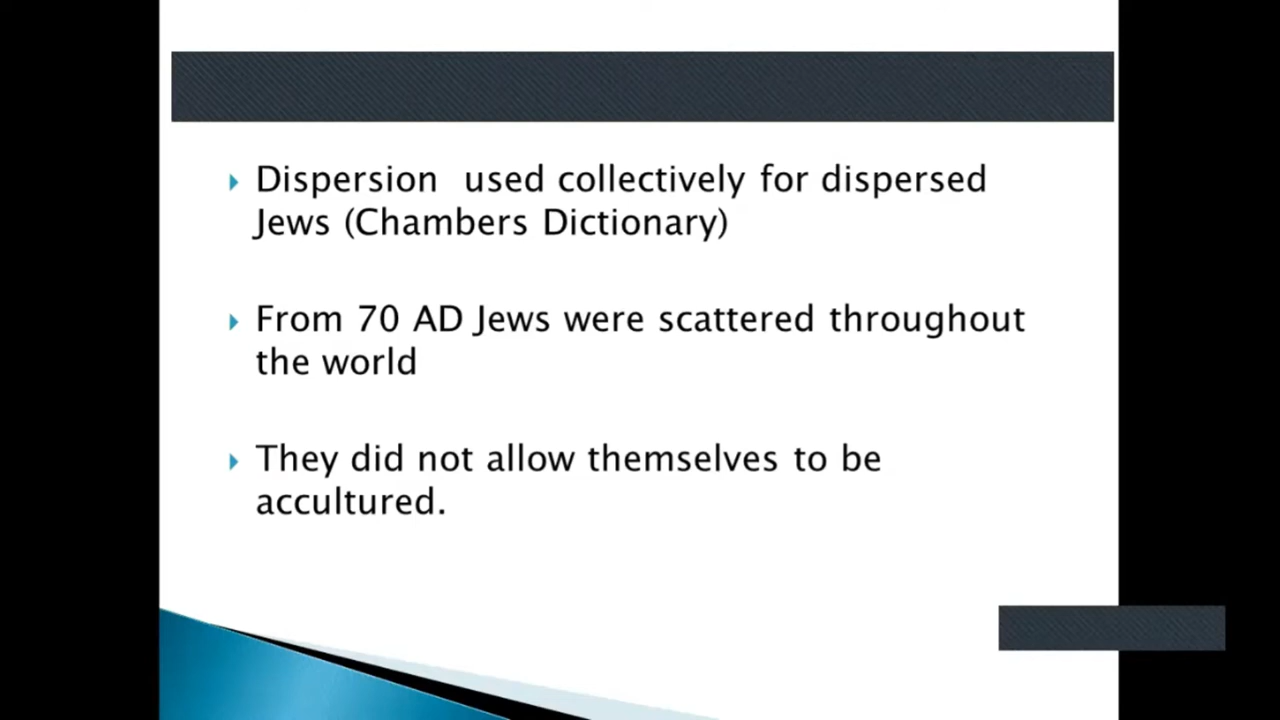 Dispersion used collectively for dispersed
Jews (Chambers Dictionary)
From 70 AD Jews were scattered throughout
the world
They did not allow themselves to be
accultured.